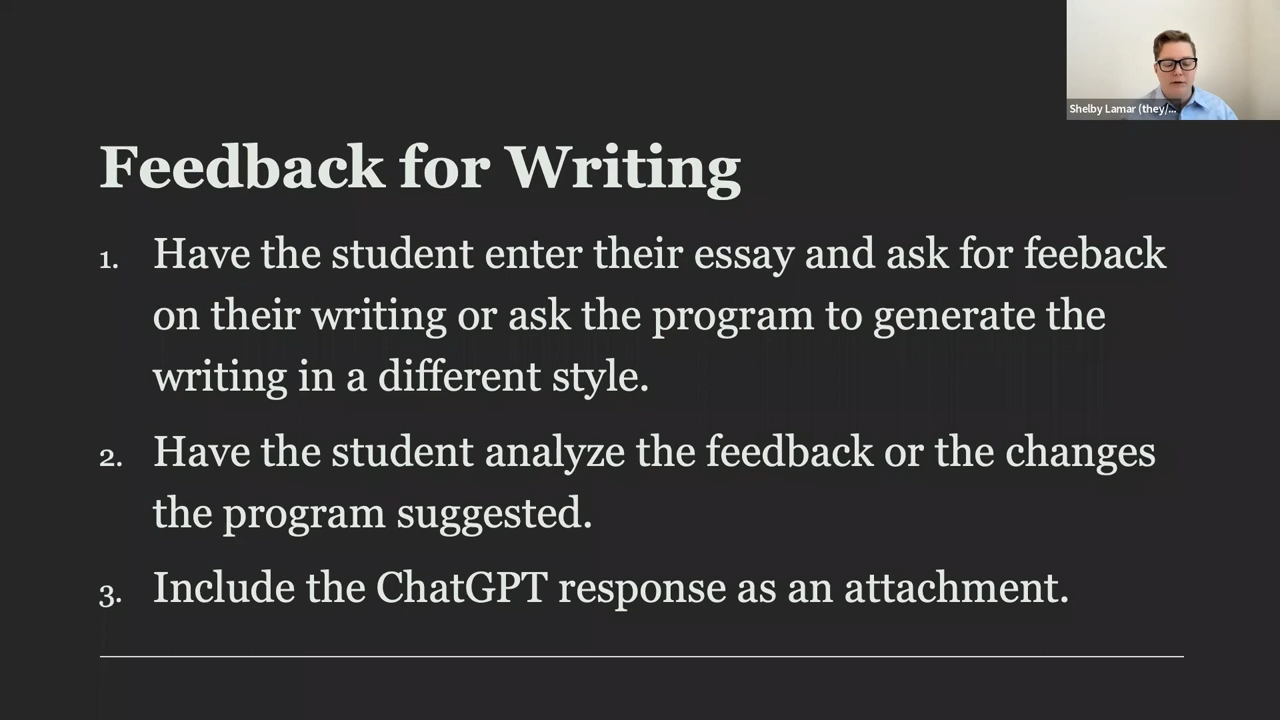 Shelby Lamar (they/...
Feedback for Writing
1. Have the student enter their essay and ask for feeback
on their writing or ask the program to generate the
writing in a different style.
2. Have the student analyze the feedback or the changes
the program suggested.
3. Include the ChatGPT response as an attachment.